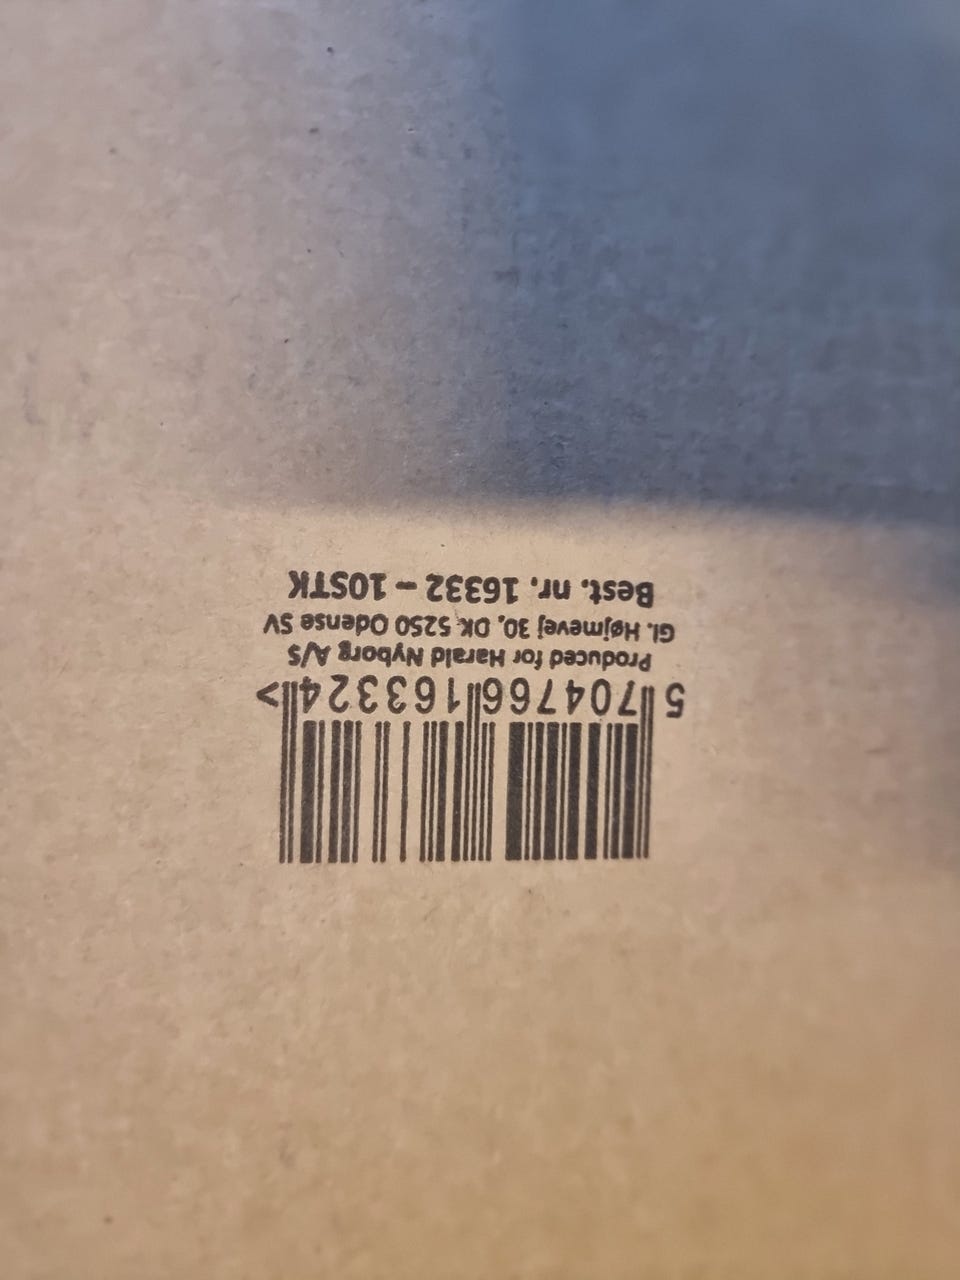 5 704766 163324 >
Produced for Harald Nyborg A/S
Gl. Højmevej 30, DK 5250 Odense SV
Best. nr. 16332 - 10STK